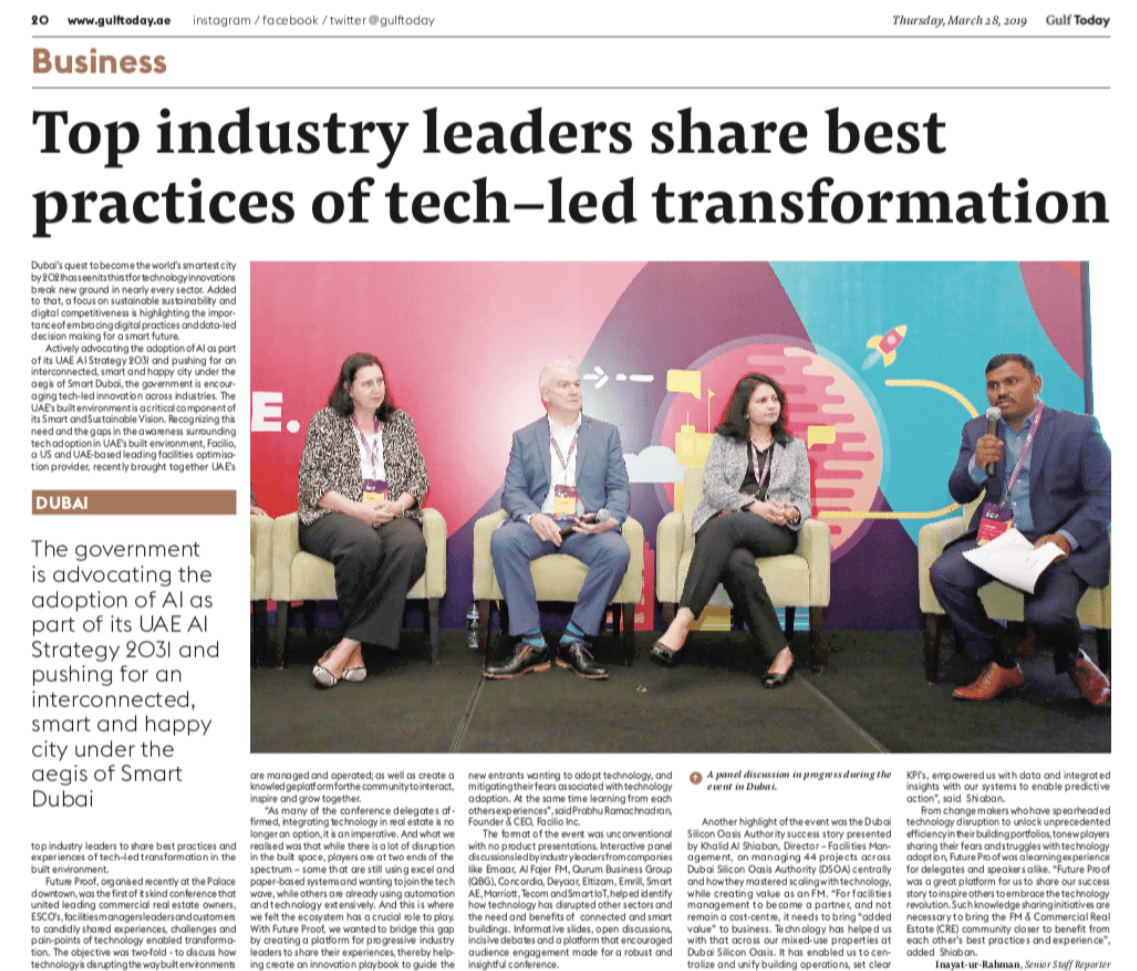 20 www.gulftoday.ae instagram / facebook / twitter @gulftoday Thursday, March 28, 2019 Gulf Today
Business
Top industry leaders share best
practices of tech–led transformation
Dubai's quest to become the world's smartest city
by 2021 has seen its thirst for technology innovations
break new ground in nearly every sector. Added
to that, a focus on sustainable sustainability and
digital competitiveness is highlighting the impor-
tance of embracing digital practices and data-led
decision making for a smart future.
Actively advocating the adoption of AI as part
of its UAE AI Strategy 2031 and pushing for an
interconnected, smart and happy city under the
aegis of Smart Dubai, the government is encour-
aging tech-led innovation across industries. The
UAE's built environment is a critical component of
its Smart and Sustainable Vision. Recognizing this
need and the gaps in the awareness surrounding
tech adoption in UAE's built environment, Facilio,
a US and UAE-based leading facilities optimisa-
tion provider, recently brought together UAE's
DUBAI
The government
is advocating the
adoption of AI as
part of its UAE AI
Strategy 2031 and
pushing for an
interconnected,
smart and happy
city under the
aegis of Smart
Dubai
top industry leaders to share best practices and
experiences of tech-led transformation in the
built environment.
Future Proof, organised recently at the Palace
downtown, was the first of its kind conference that
united leading commercial real estate owners,
ESCO's, facilities managers leaders and customers
to candidly shared experiences, challenges and
pain-points of technology enabled transforma-
tion. The objective was two-fold - to discuss how
technology is disrupting the way built environments
E.
are managed and operated; as well as create a
knowledge platform for the community to interact,
inspire and grow together.
"As many of the conference delegates af-
firmed, integrating technology in real estate is no
longer an option, it is an imperative. And what we
realised was that while there is a lot of disruption
in the built space, players are at two ends of the
spectrum – some that are still using excel and
paper-based systems and wanting to join the tech
wave, while others are already using automation
and technology extensively. And this is where
we felt the ecosystem has a crucial role to play.
With Future Proof, we wanted to bridge this gap
by creating a platform for progressive industry
leaders to share their experiences, thereby help-
ing create an innovation playbook to guide the
new entrants wanting to adopt technology, and
mitigating their fears associated with technology
adoption. At the same time learning from each
others experiences", said Prabhu Ramachnadran,
Founder & CEO, Facilio Inc.
The format of the event was unconventional
with no product presentations. Interactive panel
discussions led by industry leaders from companies
like Emaar, Al Fajer FM, Qurum Business Group
(QBG), Concordia, Deyaar, Eltizam, Emrill, Smart
AE, Marriott, Tecom and Smart IoT, helped identify
how technology has disrupted other sectors and
the need and benefits of connected and smart
buildings. Informative slides, open discussions,
incisive debates and a platform that encouraged
audience engagement made for a robust and
insightful conference.
A panel discussion in progress during the
event in Dubai.
Another highlight of the event was the Dubai
Silicon Oasis Authority success story presented
by Khalid Al Shiaban, Director – Facilities Man-
agement, on managing 44 projects across
Dubai Silicon Oasis Authority (DSOA) centrally
and how they mastered scaling with technology,
while creating value as an FM. "For facilities
management to become a partner, and not
remain a cost-centre, it needs to bring "added
value" to business. Technology has helped us
with that across our mixed-use properties at
Dubai Silicon Oasis. It has enabled us to cen-
tralize and unify building operations, set clear
KPI's, empowered us with data and integrated
insights with our systems to enable predictive
action", said Shiaban.
From change makers who have spearheaded
technology disruption to unlock unprecedented
efficiency in their building portfolios, to new players
sharing their fears and struggles with technology
adoption, Future Proof was a learning experience
for delegates and speakers alike. "Future Proof
was a great platform for us to share our success
story to inspire others to embrace the technology
revolution. Such knowledge sharing initiatives are
necessary to bring the FM & Commercial Real
Estate (CRE) community closer to benefit from
each other's best practices and experience",
added Shiaban.
Inayat-ur-Rahman, Senior Staff Reporter